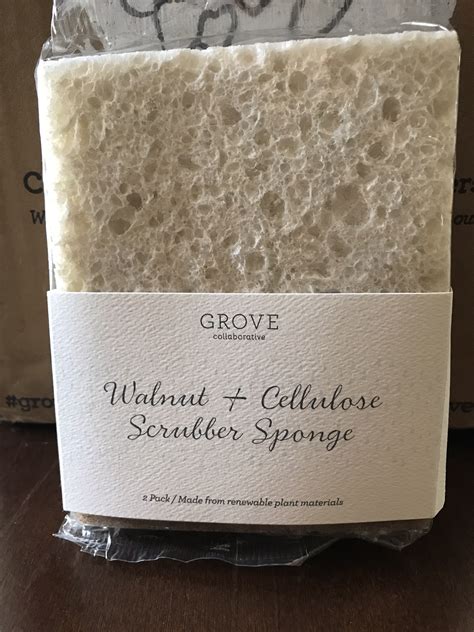 GROVE
collaborative
Walnut + Cellulose
Scrubber Sponge
2 Pack / Made from renewable plant materials